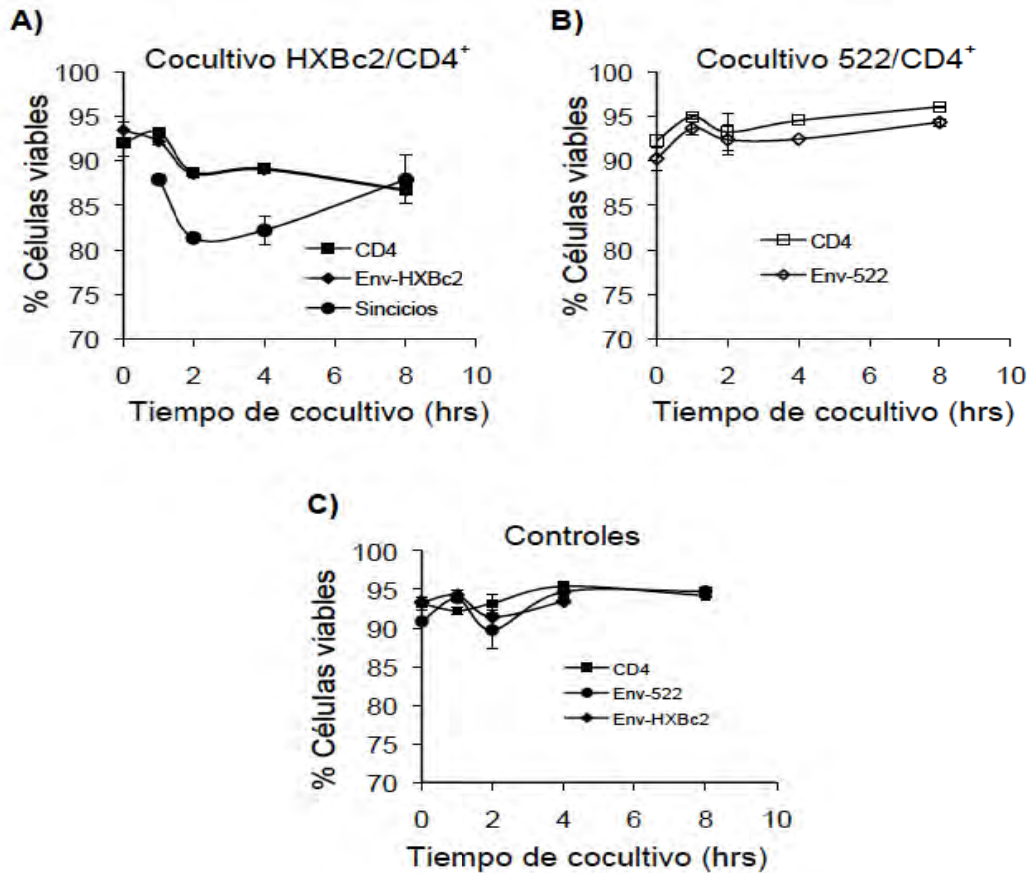 A)
Cocultivo HXBc2/CD4⁺
% Células viables
100
95
90
85
80
75
70
CD4
Env-HXBc2
Sincicios
0 2 4 6 8 10
Tiempo de cocultivo (hrs)
B)
Cocultivo 522/CD4⁺
% Células viables
100
95
90
85
80
75
70
CD4
Env-522
0 2 4 6 8 10
Tiempo de cocultivo (hrs)
C)
Controles
% Células viables
100
95
90
85
80
75
70
CD4
Env-522
Env-HXBc2
0 2 4 6 8 10
Tiempo de cocultivo (hrs)